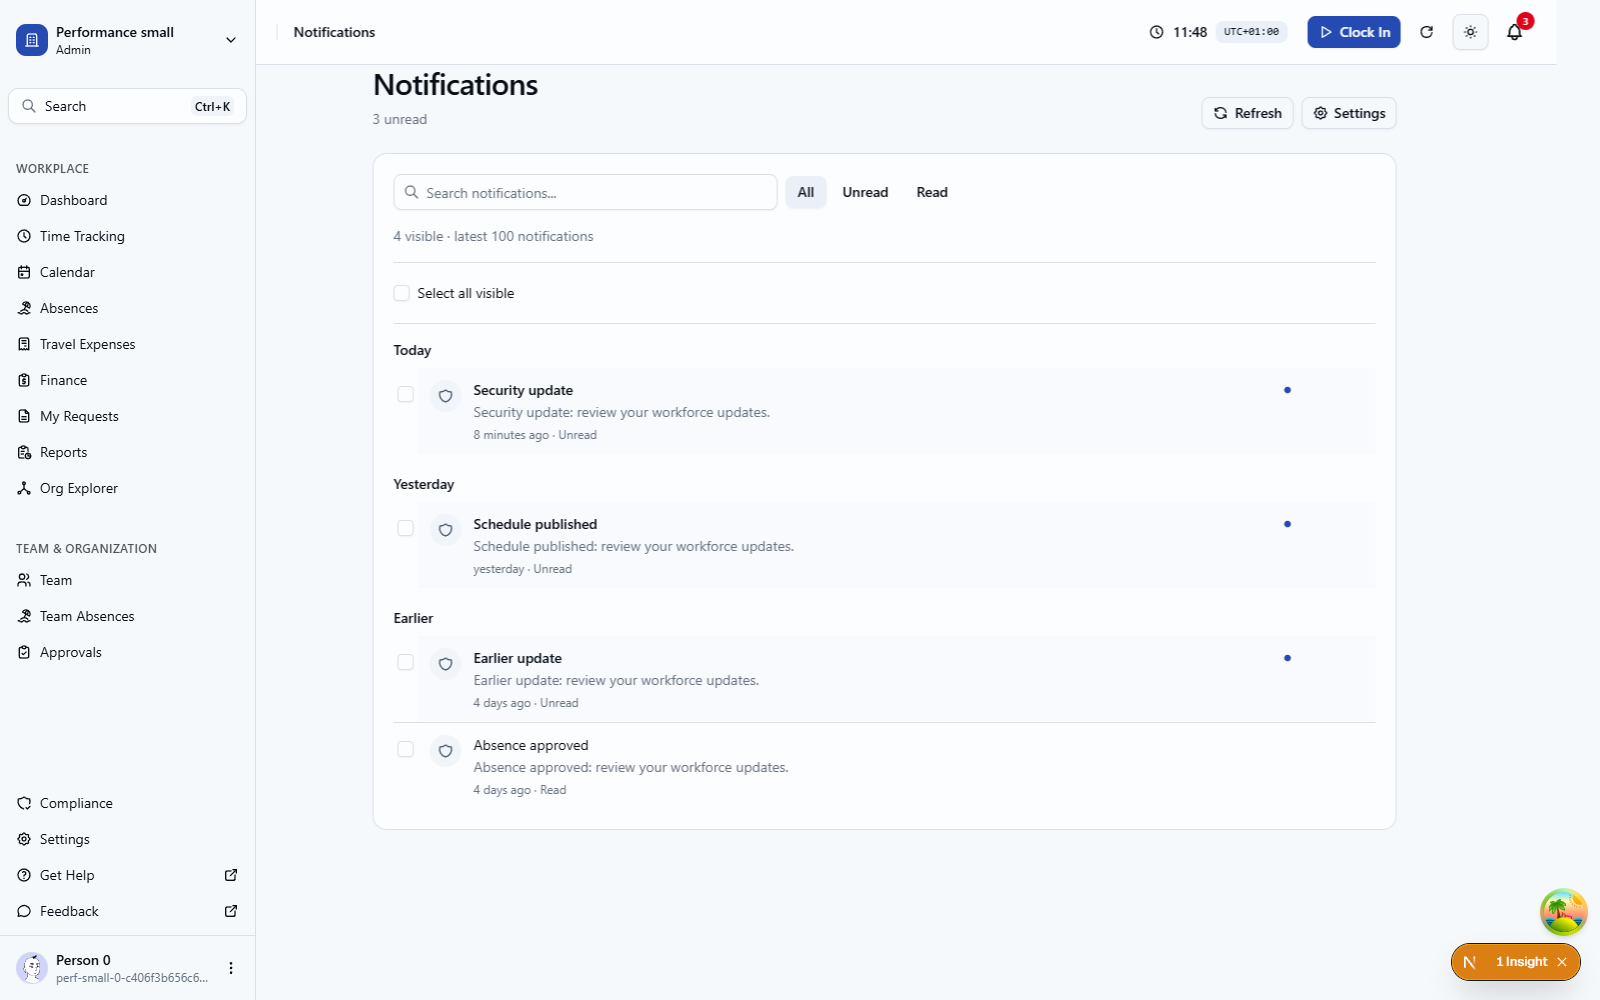 Performance small
Admin
Search
Ctrl+K
WORKPLACE
Dashboard
Time Tracking
Calendar
Absences
Travel Expenses
Finance
My Requests
Reports
Org Explorer
TEAM & ORGANIZATION
Team
Team Absences
Approvals
Compliance
Settings
Get Help
Feedback
Person 0
perf-small-0-c406f3b656c6...
Notifications
11:48
UTC+01:00
Clock In
3
Notifications
3 unread
Refresh
Settings
Search notifications...
All
Unread
Read
4 visible · latest 100 notifications
Select all visible
Today
Security update
Security update: review your workforce updates.
8 minutes ago · Unread
Yesterday
Schedule published
Schedule published: review your workforce updates.
yesterday · Unread
Earlier
Earlier update
Earlier update: review your workforce updates.
4 days ago · Unread
Absence approved
Absence approved: review your workforce updates.
4 days ago · Read
1 Insight